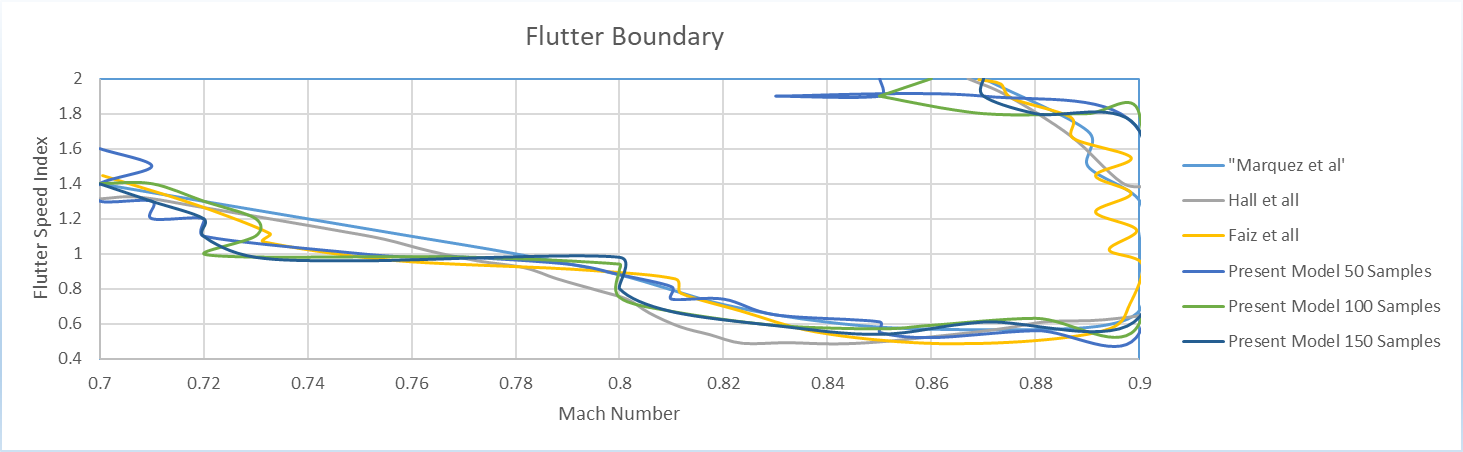 Flutter Boundary
2
1.8
1.6
1.4
1.2
1
0.8
0.6
0.4
Flutter Speed Index
0.7 0.72 0.74 0.76 0.78 0.8 0.82 0.84 0.86 0.88 0.9
Mach Number
"Marquez et al'
Hall et all
Faiz et all
Present Model 50 Samples
Present Model 100 Samples
Present Model 150 Samples